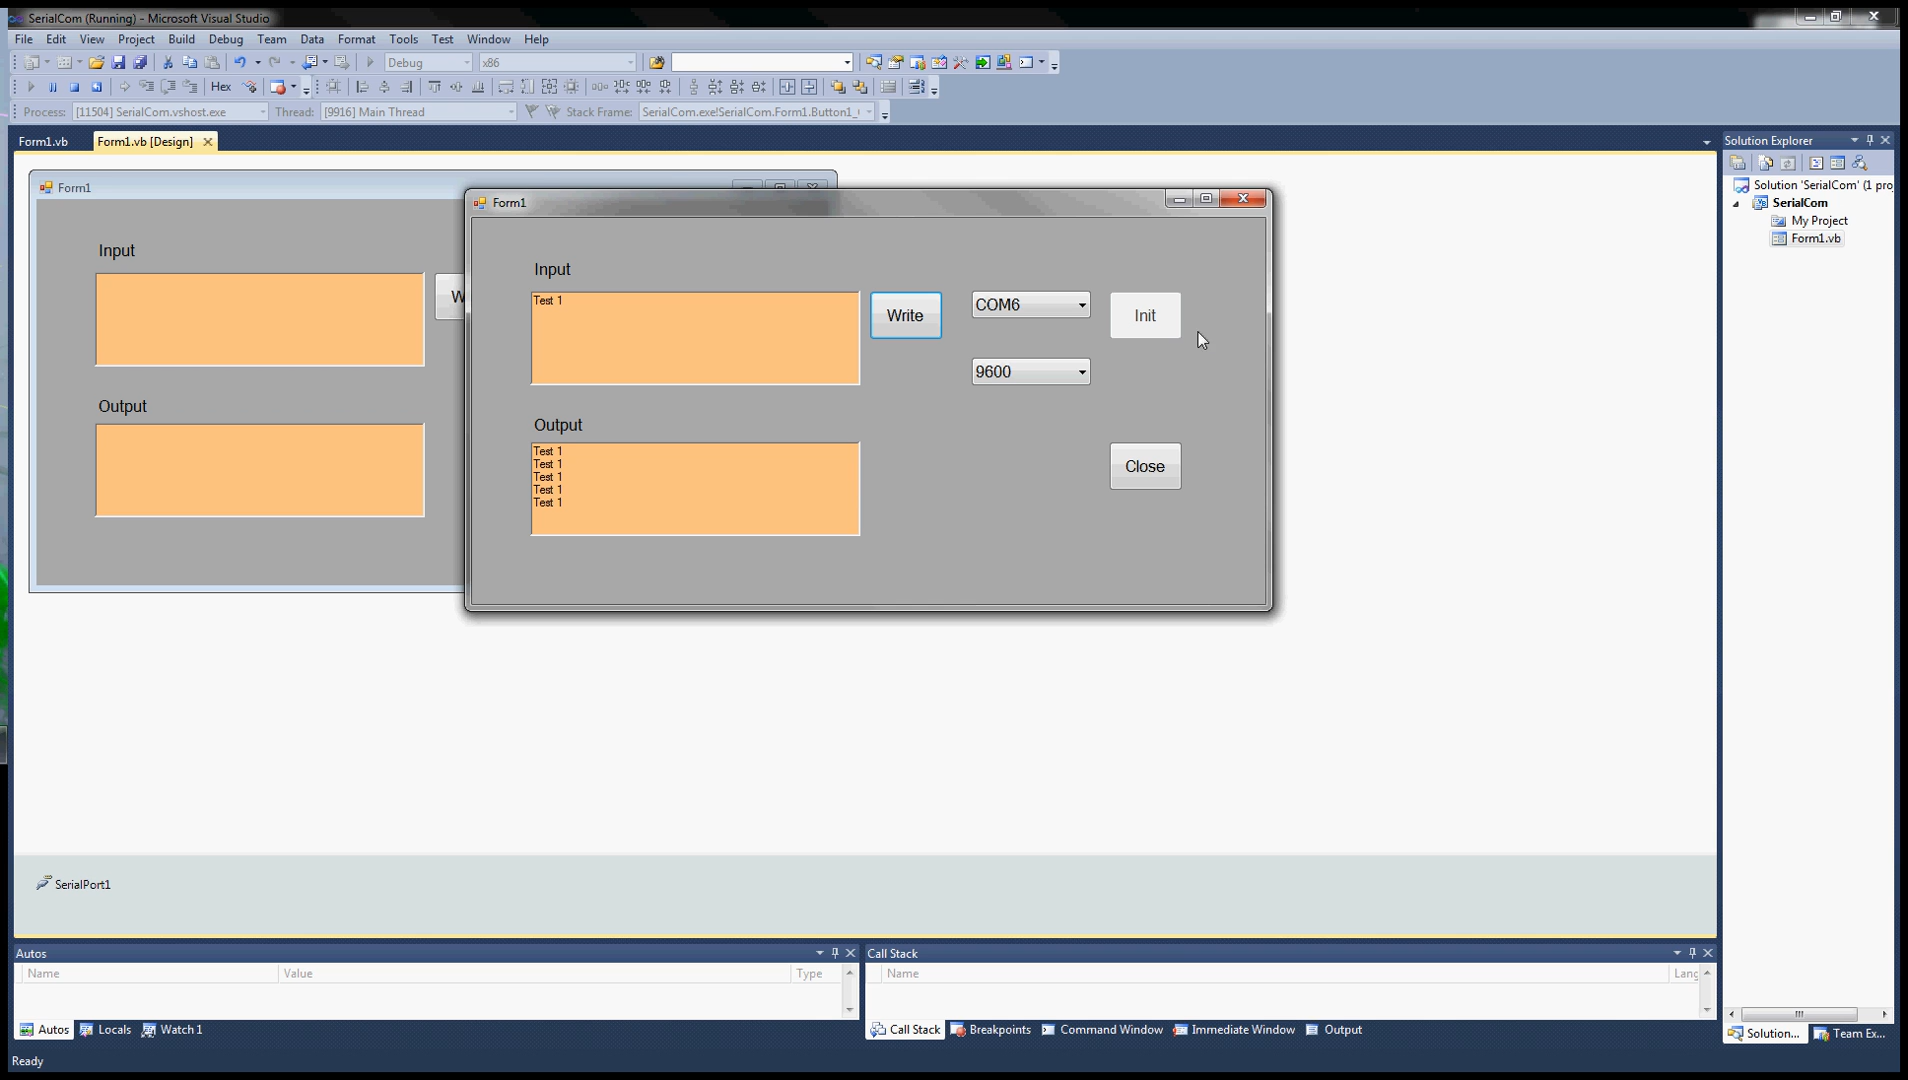 SerialCom (Running) - Microsoft Visual Studio
File Edit View Project Build Debug Team Data Format Tools Test Window Help
Debug x86
Hex
Process: [11504] SerialCom.vshost.exe Thread: [9916] Main Thread Stack Frame: SerialCom.exe!SerialCom.Form1.Button1_
Form1.vb Form1.vb [Design]
Solution Explorer
Solution 'SerialCom' (1 proj
SerialCom
My Project
Form1.vb
Form1
Input
W
Output
Form1
Input
Test 1
Write
COM6
Init
9600
Output
Test 1
Test 1
Test 1
Test 1
Test 1
Close
SerialPort1
Autos
Name Value Type
Autos Locals Watch 1
Call Stack
Name Lang
Call Stack Breakpoints Command Window Immediate Window Output
Solution... Team Ex...
Ready